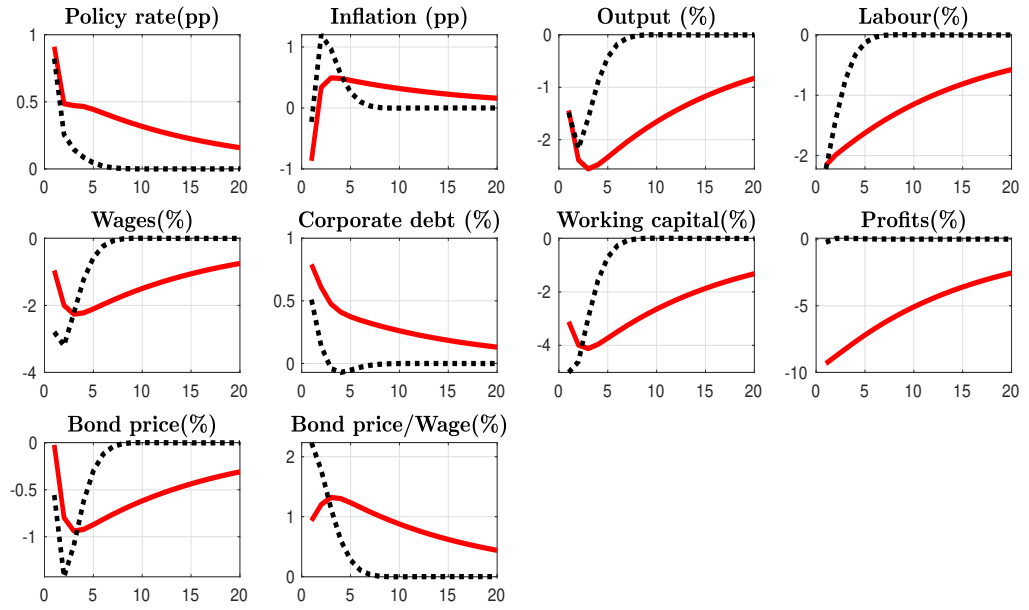 Policy rate(pp) Inflation (pp) Output (%) Labour(%)
1 0.5 0
0 5 10 15 20
1 0 -1
0 5 10 15 20
0 -1 -2
0 5 10 15 20
0 -1 -2
0 5 10 15 20
Wages(%) Corporate debt (%) Working capital(%) Profits(%)
0 -2 -4
0 5 10 15 20
1 0.5 0
0 5 10 15 20
0 -2 -4
0 5 10 15 20
0 -5 -10
0 5 10 15 20
Bond price(%) Bond price/Wage(%)
0 -0.5 -1
0 5 10 15 20
2 1 0
0 5 10 15 20